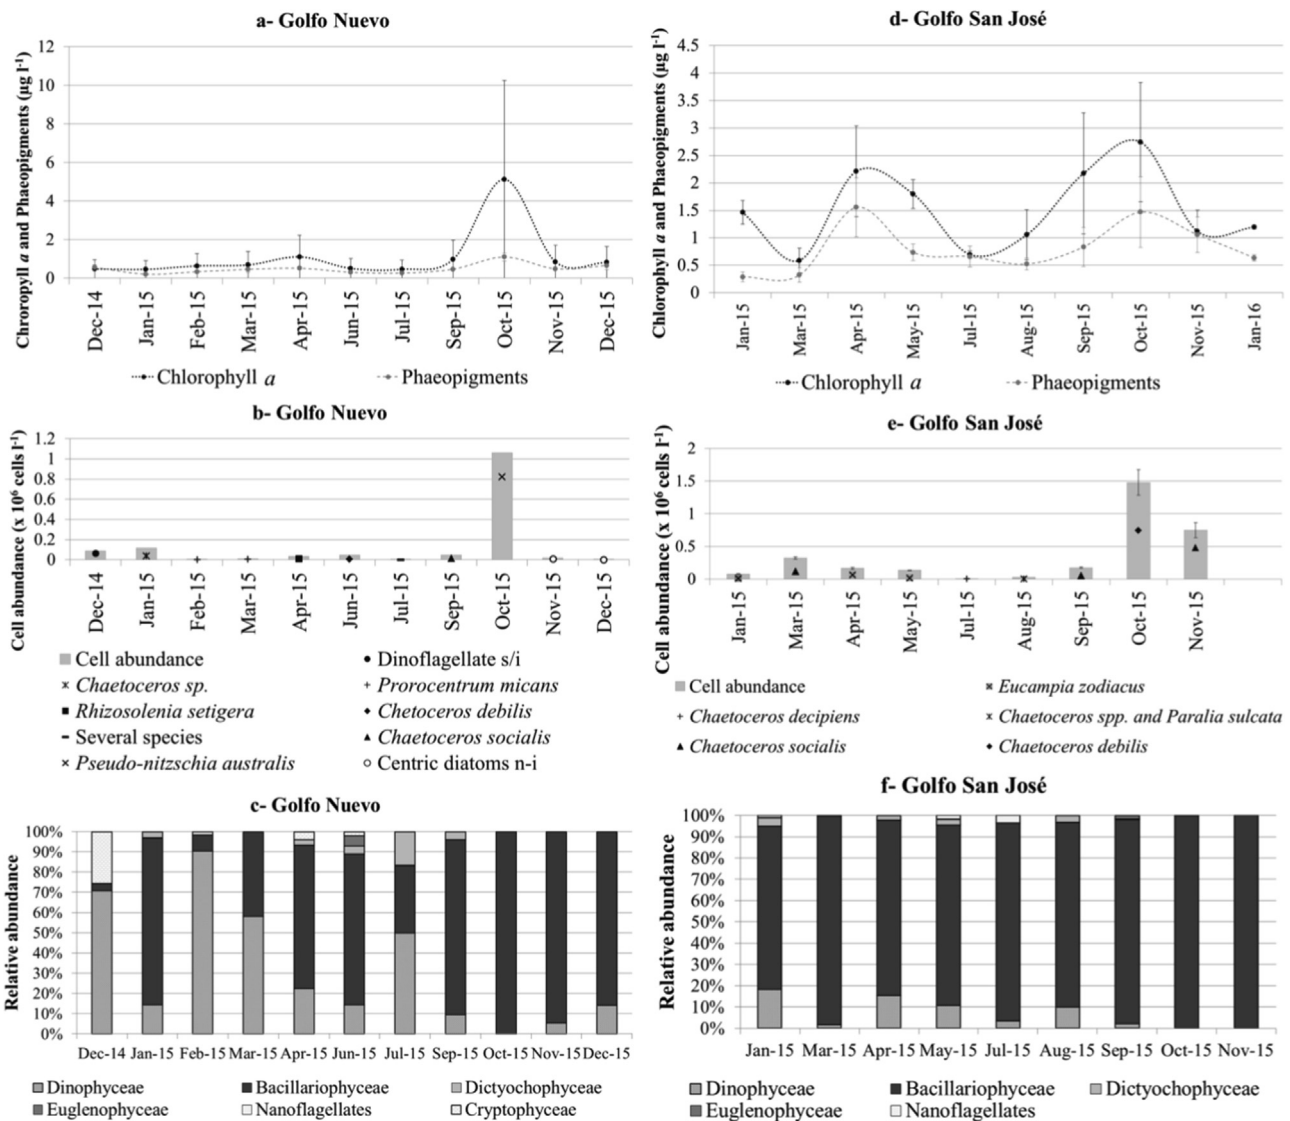 a- Golfo Nuevo
Chroropyll a and Phaeopigments (µg l-1)
12
10
8
6
4
2
0
Dec-14 Jan-15 Feb-15 Mar-15 Apr-15 Jun-15 Jul-15 Sep-15 Oct-15 Nov-15 Dec-15
Chlorophyll a Phaeopigments
b- Golfo Nuevo
Cell abundance (x 10⁶ cells l-1)
1.2
1
0.8
0.6
0.4
0.2
0
Dec-14 Jan-15 Feb-15 Mar-15 Apr-15 Jun-15 Jul-15 Sep-15 Oct-15 Nov-15 Dec-15
Cell abundance Dinoflagellate s/i
Chaetoceros sp. Prorocentrum micans
Rhizosolenia setigera Chetoceros debilis
Several species Chaetoceros socialis
Pseudo-nitzschia australis Centric diatoms n-i
c- Golfo Nuevo
Relative abundance
100%
90%
80%
70%
60%
50%
40%
30%
20%
10%
0%
Dec-14 Jan-15 Feb-15 Mar-15 Apr-15 Jun-15 Jul-15 Sep-15 Oct-15 Nov-15 Dec-15
Dinophyceae Bacillariophyceae Dictyochophyceae
Euglenophyceae Nanoflagellates Cryptophyceae
d- Golfo San José
Chlorophyll a and Phaeopigments (µg l-1)
4.5
4
3.5
3
2.5
2
1.5
1
0.5
0
Jan-15 Mar-15 Apr-15 May-15 Jul-15 Aug-15 Sep-15 Oct-15 Nov-15 Jan-16
Chlorophyll a Phaeopigments
e- Golfo San José
Cell abundance (x 10⁶ cells l-1)
2
1.5
1
0.5
0
Jan-15 Mar-15 Apr-15 May-15 Jul-15 Aug-15 Sep-15 Oct-15 Nov-15
Cell abundance Eucampia zodiacus
Chaetoceros decipiens Chaetoceros spp. and Paralia sulcata
Chaetoceros socialis Chaetoceros debilis
f- Golfo San José
Relative abundance
100%
90%
80%
70%
60%
50%
40%
30%
20%
10%
0%
Jan-15 Mar-15 Apr-15 May-15 Jul-15 Aug-15 Sep-15 Oct-15 Nov-15
Dinophyceae Bacillariophyceae Dictyochophyceae
Euglenophyceae Nanoflagellates